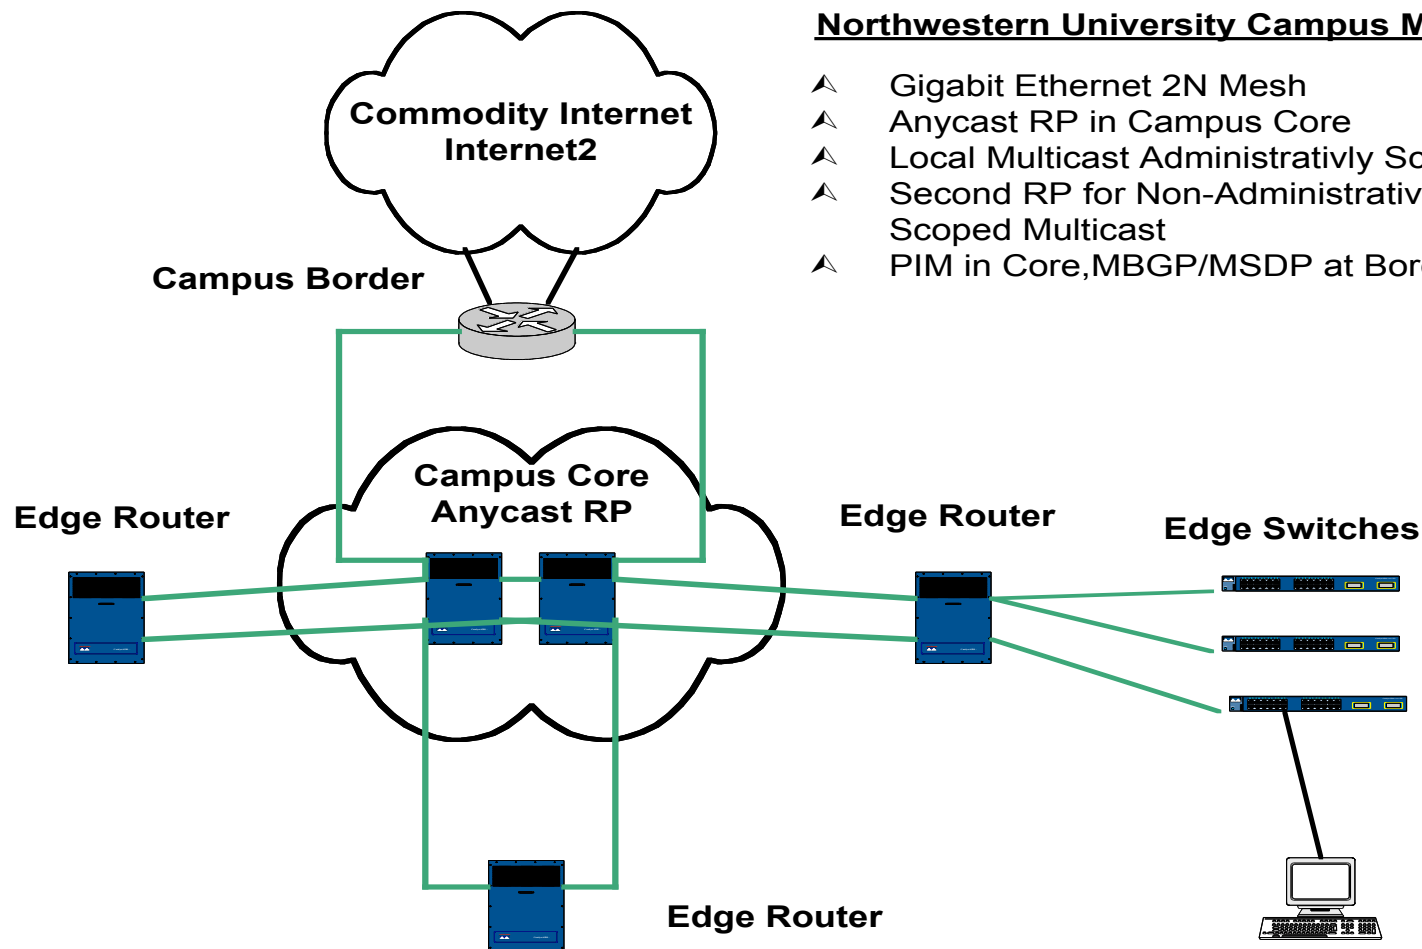 Northwestern University Campus M
Gigabit Ethernet 2N Mesh
Anycast RP in Campus Core
Local Multicast Administrativly Sc
Second RP for Non-Administrativ
Scoped Multicast
PIM in Core,MBGP/MSDP at Bor
Commodity Internet
Internet2
Campus Border
Campus Core
Anycast RP
Edge Router
Edge Router
Edge Switches
Edge Router